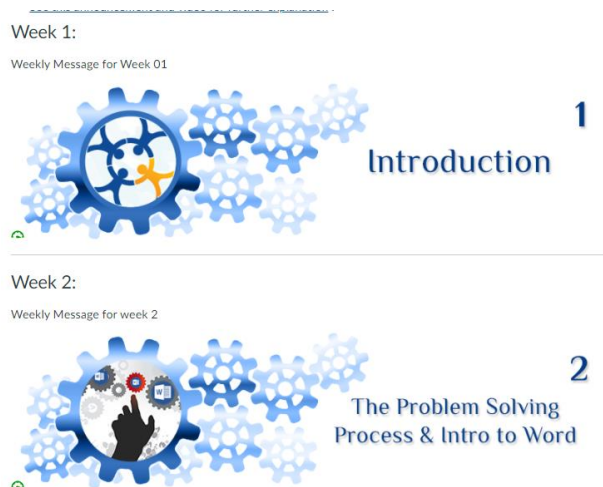 Week 1:
Weekly Message for Week 01
1
Introduction
Week 2:
Weekly Message for week 2
2
The Problem Solving
Process & Intro to Word